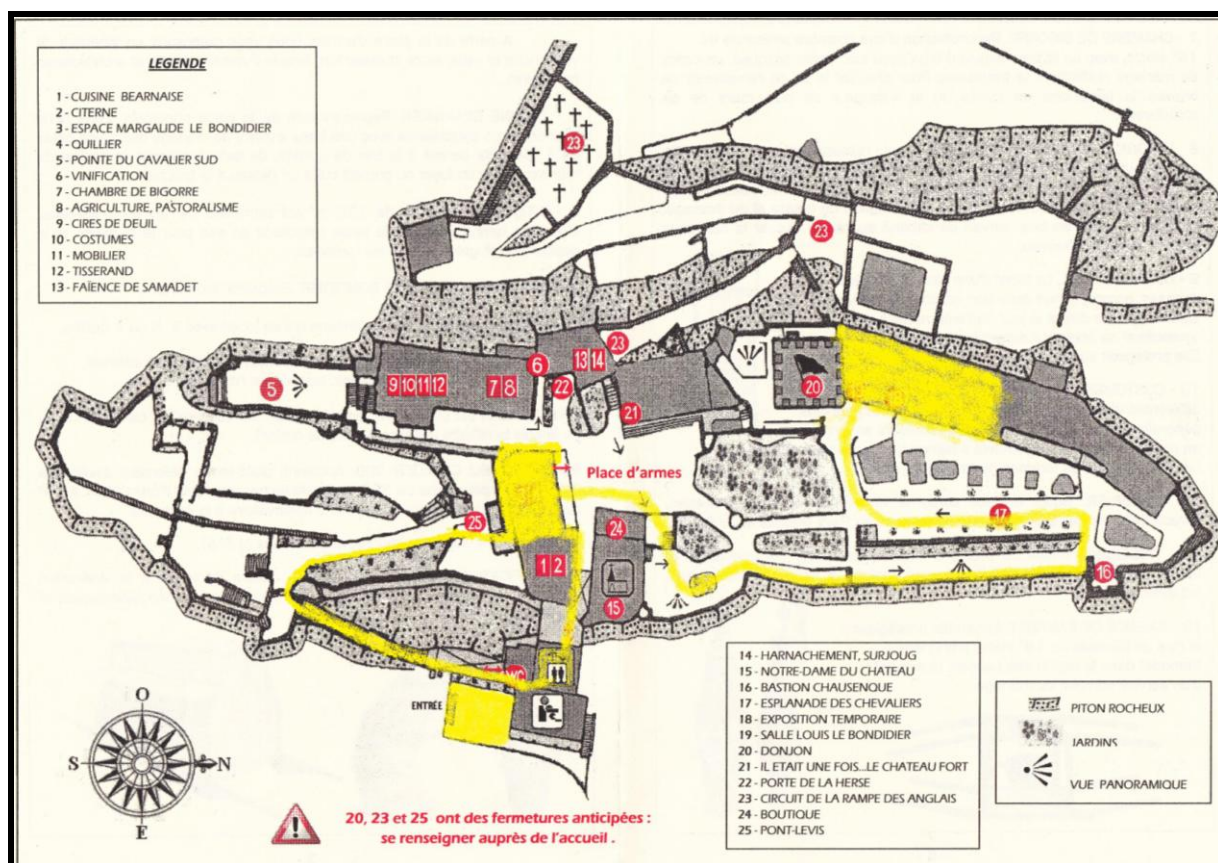 LEGENDE
1 - CUISINE BEARNAISE
2 - CITERNE
3 - ESPACE MARGALIDE LE BONDIDIER
4 - QUILLIER
5 - POINTE DU CAVALIER SUD
6 - VINIFICATION
7 - CHAMBRE DE BIGORRE
8 - AGRICULTURE, PASTORALISME
9 - CIRES DE DEUIL
10 - COSTUMES
11 - MOBILIER
12 - TISSERAND
13 - FAÏENCE DE SAMADET
23
23
23
6
13 14
5
9 10 11 12
7 8
22
21
20
Place d'armes
25
24
17
1 2
15
16
WC
ENTRÉE
O
S
N
E
14 - HARNACHEMENT, SURJOUG
15 - NOTRE-DAME DU CHATEAU
16 - BASTION CHAUSENQUE
17 - ESPLANADE DES CHEVALIERS
18 - EXPOSITION TEMPORAIRE
19 - SALLE LOUIS LE BONDIDIER
20 - DONJON
21 - IL ETAIT UNE FOIS...LE CHATEAU FORT
22 - PORTE DE LA HERSE
23 - CIRCUIT DE LA RAMPE DES ANGLAIS
24 - BOUTIQUE
25 - PONT-LEVIS
PITON ROCHEUX
JARDINS
VUE PANORAMIQUE
20, 23 et 25 ont des fermetures anticipées :
se renseigner auprès de l'accueil .